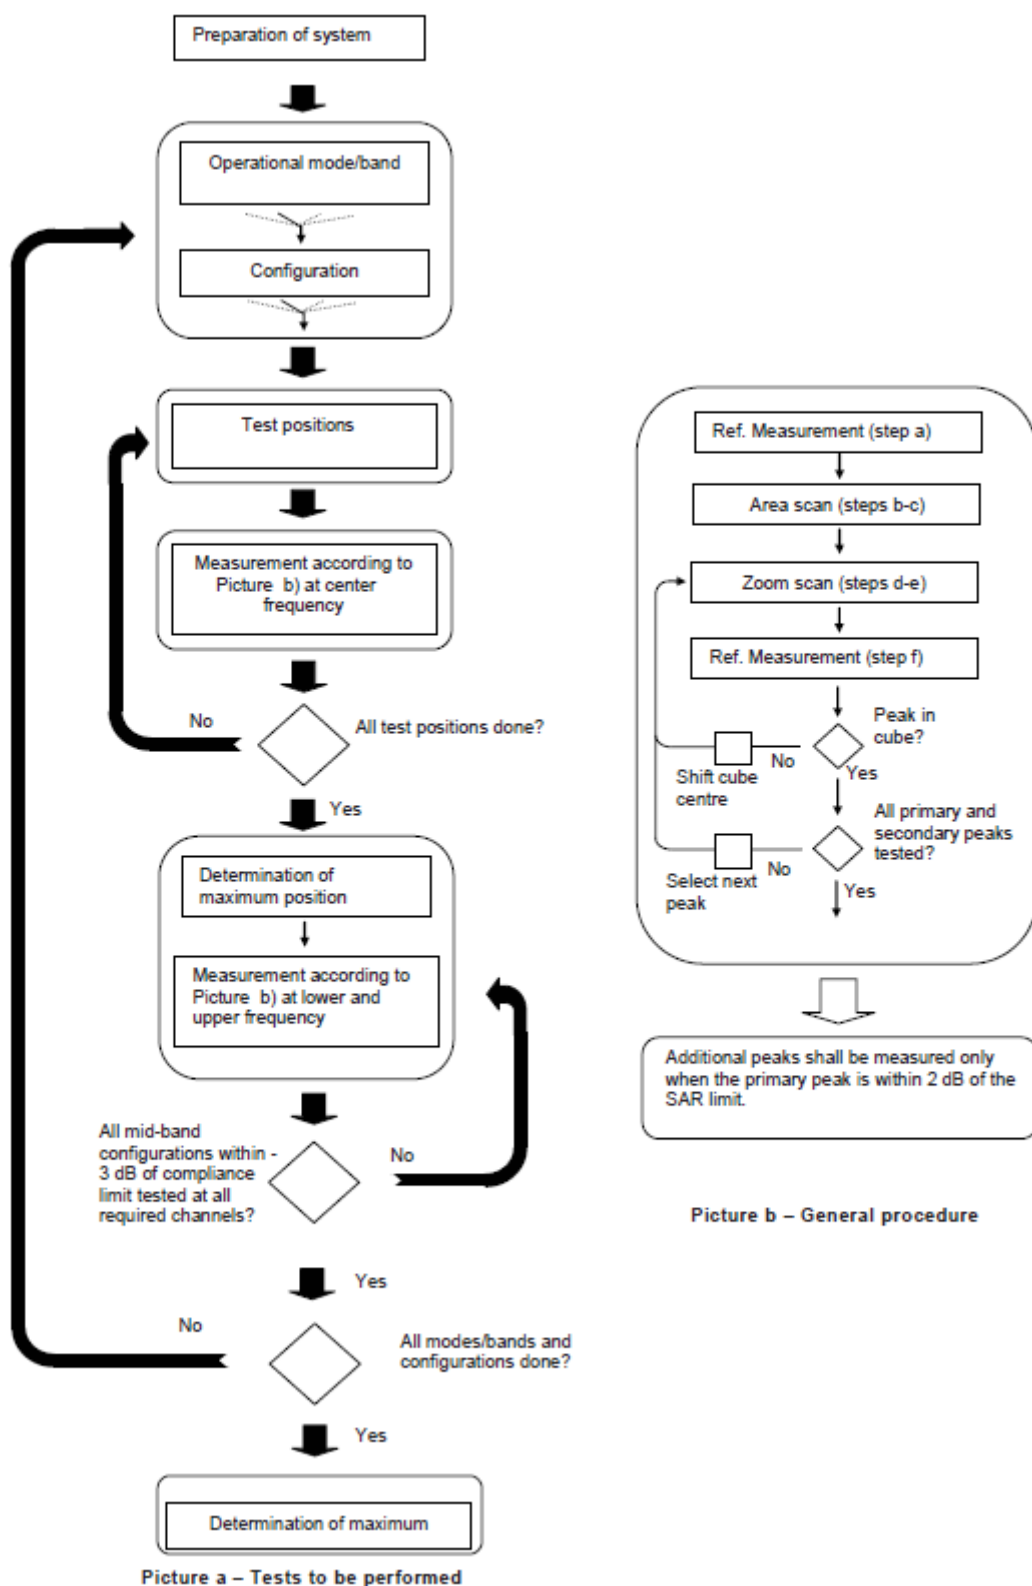 Preparation of system
Operational mode/band
Configuration
Test positions
Measurement according to
Picture b) at center
frequency
No
All test positions done?
Yes
Determination of
maximum position
Measurement according to
Picture b) at lower and
upper frequency
All mid-band
configurations within -
3 dB of compliance
limit tested at all
required channels?
No
Yes
No
All modes/bands and
configurations done?
Yes
Determination of maximum
Picture a – Tests to be performed
Ref. Measurement (step a)
Area scan (steps b-c)
Zoom scan (steps d-e)
Ref. Measurement (step f)
Peak in
cube?
No
Shift cube
centre
Yes
All primary and
secondary peaks
tested?
No
Select next
peak
Yes
Additional peaks shall be measured only
when the primary peak is within 2 dB of the
SAR limit.
Picture b – General procedure